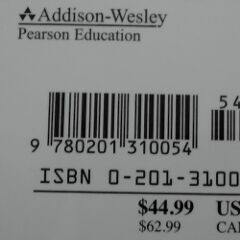 Addison-Wesley
Pearson Education
54
9 780201 310054
ISBN 0-201-3100
$44.99 US
$62.99 CA